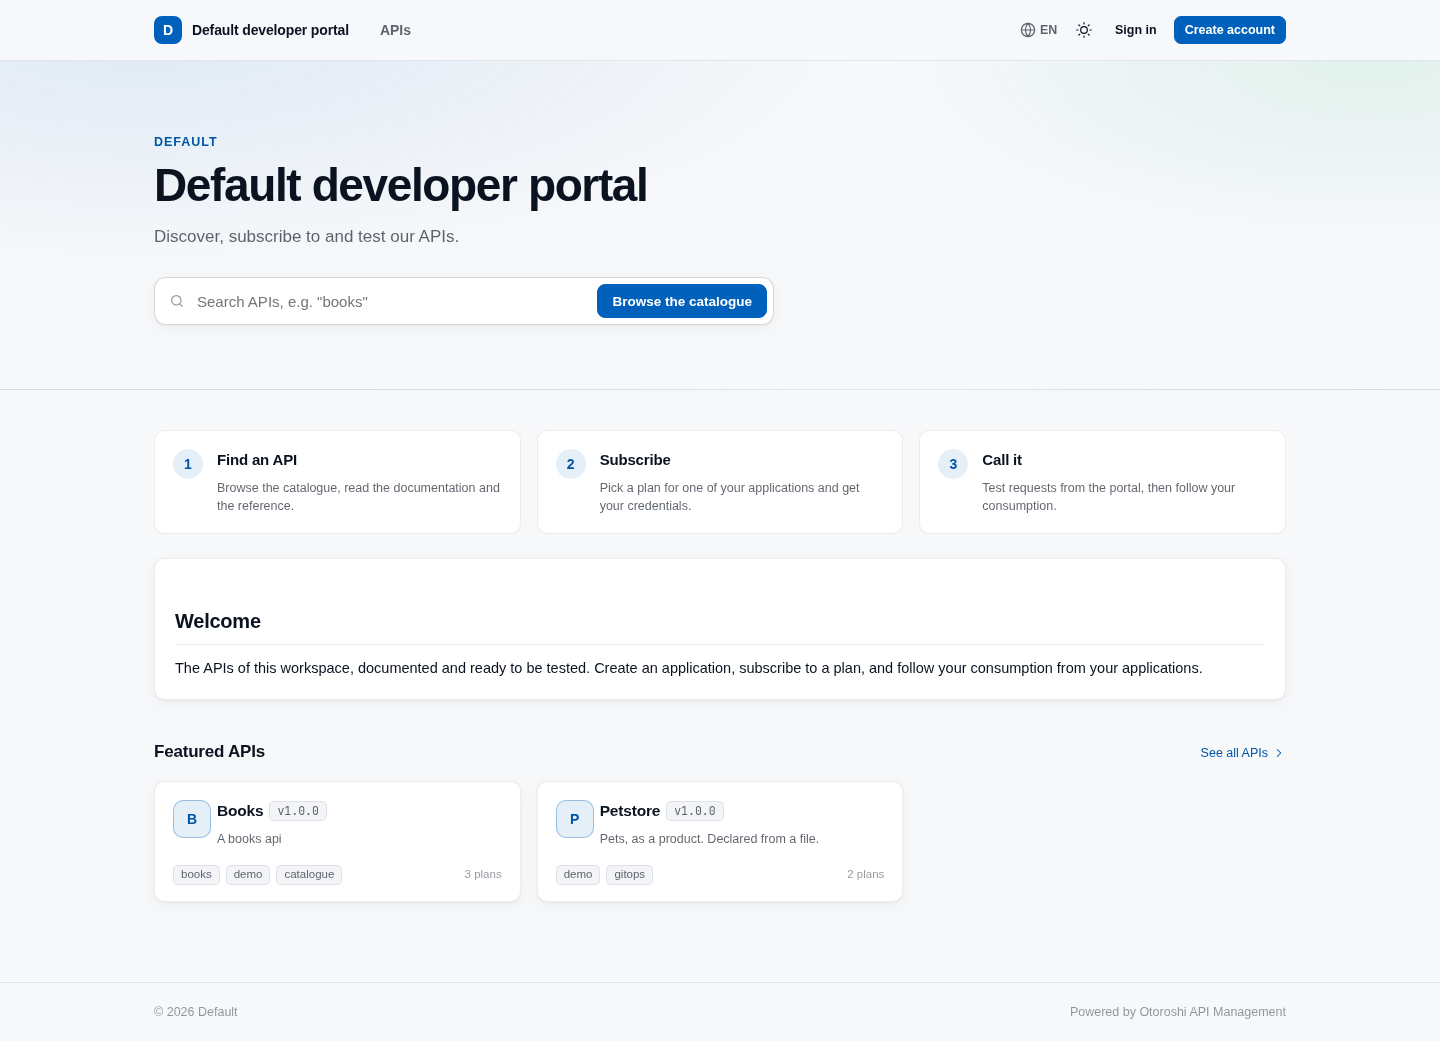 D Default developer portal APIs EN Sign in Create account
DEFAULT
Default developer portal
Discover, subscribe to and test our APIs.
Search APIs, e.g. "books" Browse the catalogue
1 Find an API
Browse the catalogue, read the documentation and
the reference.
2 Subscribe
Pick a plan for one of your applications and get
your credentials.
3 Call it
Test requests from the portal, then follow your
consumption.
Welcome
The APIs of this workspace, documented and ready to be tested. Create an application, subscribe to a plan, and follow your consumption from your applications.
Featured APIs See all APIs
B Books v1.0.0
A books api
books demo catalogue 3 plans
P Petstore v1.0.0
Pets, as a product. Declared from a file.
demo gitops 2 plans
© 2026 Default Powered by Otoroshi API Management